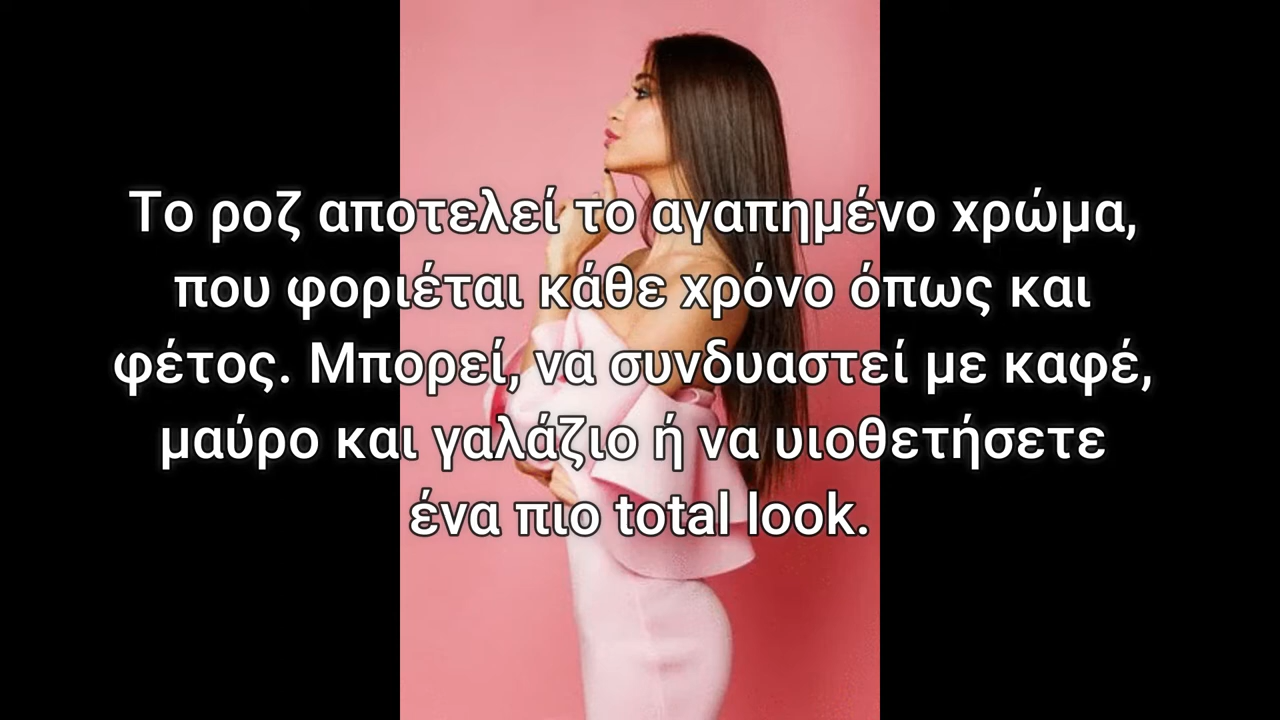 Το ροζ αποτελεί το αγαπημένο χρώμα,
που φοριέται κάθε χρόνο όπως και
φέτος. Μπορεί, να συνδυαστεί με καφέ,
μαύρο και γαλάζιο ή να υιοθετήσετε
ένα πιο total look.